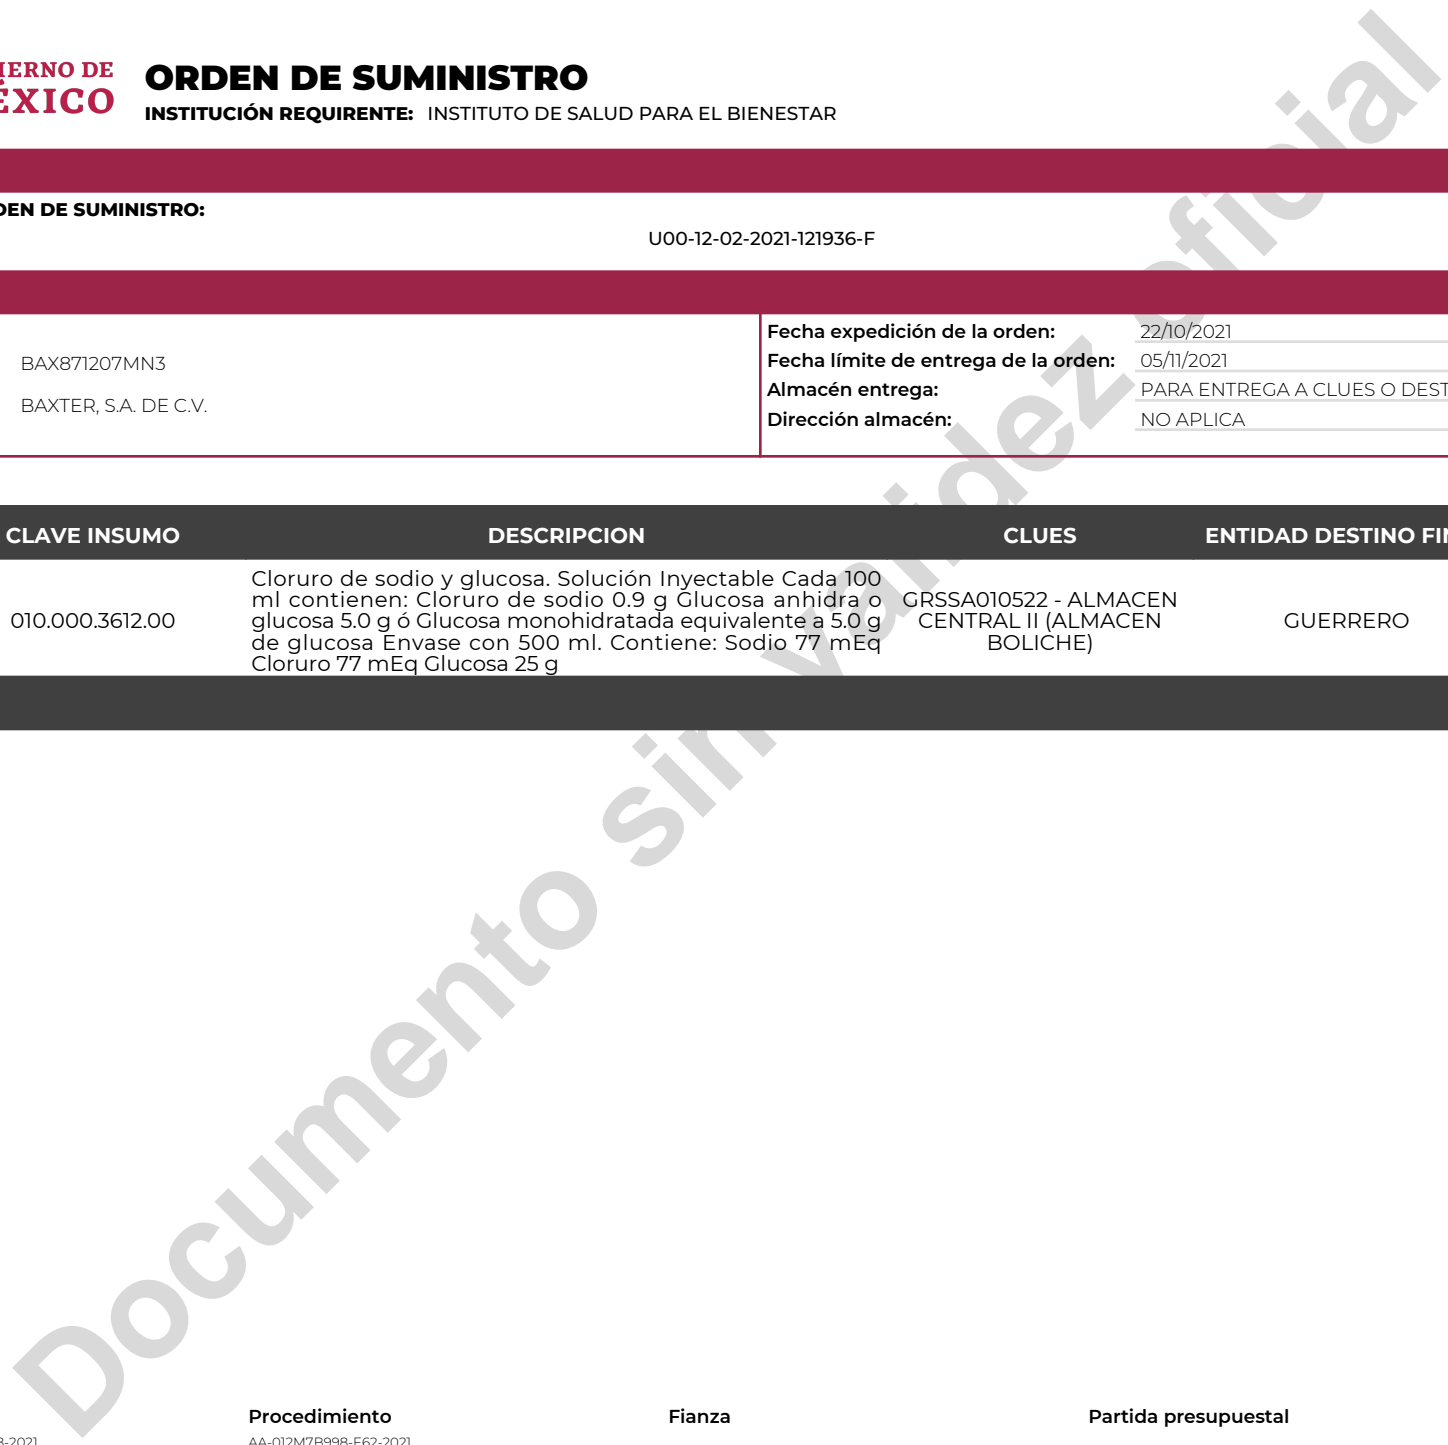 ORDEN DE SUMINISTRO
INSTITUCIÓN REQUIRENTE: INSTITUTO DE SALUD PARA EL BIENESTAR
DE SUMINISTRO:
U00-12-02-2021-121936-F
BAX871207MN3
BAXTER, S.A. DE C.V.
Fecha expedición de la orden: 22/10/2021
Fecha límite de entrega de la orden: 05/11/2021
Almacén entrega: PARA ENTREGA A CLUES O DEST
Dirección almacén: NO APLICA
CLAVE INSUMO DESCRIPCION CLUES ENTIDAD DESTINO FIN
010.000.3612.00
Cloruro de sodio y glucosa. Solución Inyectable Cada 100
ml contienen: Cloruro de sodio 0.9 g Glucosa anhidra o
glucosa 5.0 g ó Glucosa monohidratada equivalente a 5.0 g
de glucosa Envase con 500 ml. Contiene: Sodio 77 mEq
Cloruro 77 mEq Glucosa 25 g
GRSSA010522 - ALMACEN
CENTRAL II (ALMACEN
BOLICHE)
GUERRERO
Documento sin validez oficial
Procedimiento Fianza Partida presupuestal
-2021 AA-012M7B998-E62-2021